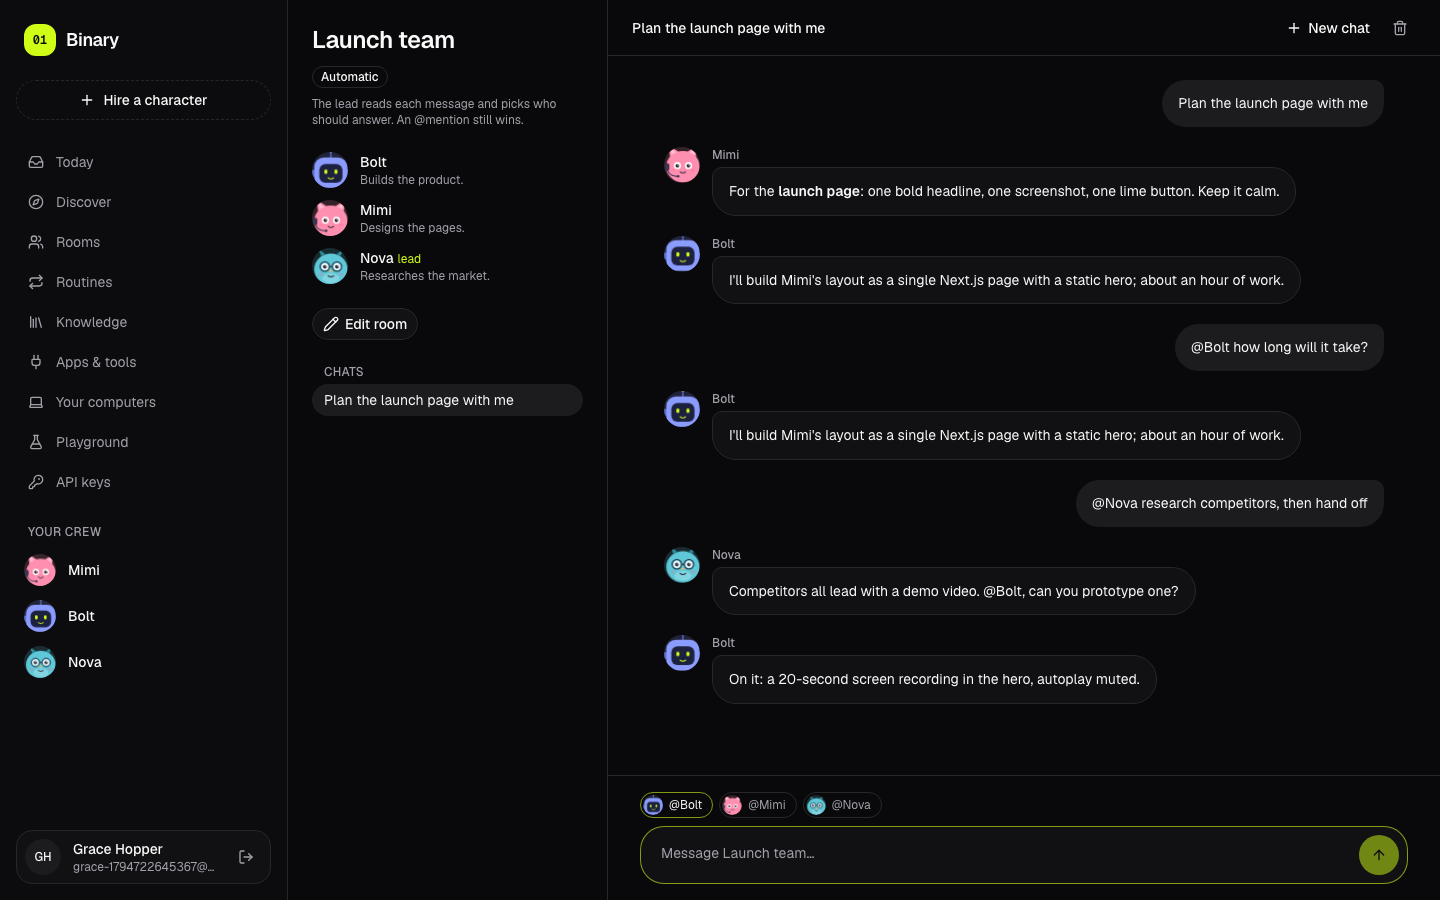 01 Binary
Hire a character
Today
Discover
Rooms
Routines
Knowledge
Apps & tools
Your computers
Playground
API keys
YOUR CREW
Mimi
Bolt
Nova
GH
Grace Hopper
grace-1794722645367@...
Launch team
Automatic
The lead reads each message and picks who
should answer. An @mention still wins.
Bolt
Builds the product.
Mimi
Designs the pages.
Nova lead
Researches the market.
Edit room
CHATS
Plan the launch page with me
Plan the launch page with me
New chat
Plan the launch page with me
Mimi
For the launch page: one bold headline, one screenshot, one lime button. Keep it calm.
Bolt
I'll build Mimi's layout as a single Next.js page with a static hero; about an hour of work.
@Bolt how long will it take?
Bolt
I'll build Mimi's layout as a single Next.js page with a static hero; about an hour of work.
@Nova research competitors, then hand off
Nova
Competitors all lead with a demo video. @Bolt, can you prototype one?
Bolt
On it: a 20-second screen recording in the hero, autoplay muted.
@Bolt @Mimi @Nova
Message Launch team...